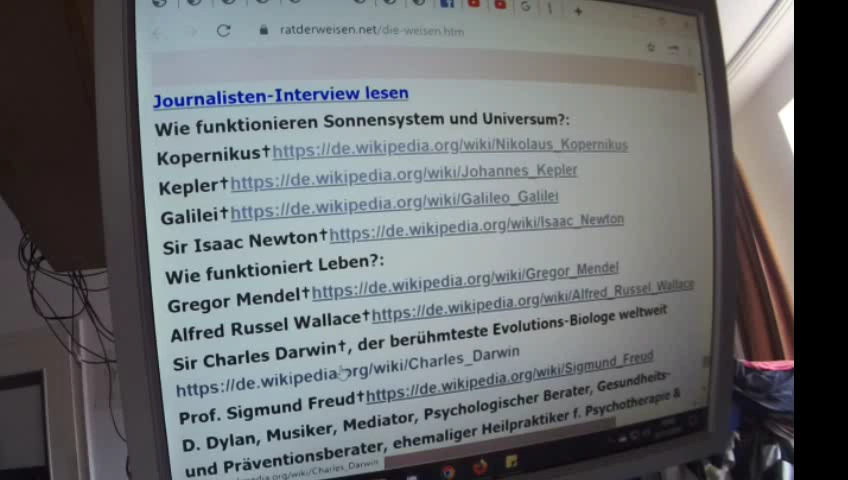 ratderweisen.net/die-weisen.htm
Journalisten-Interview lesen
Wie funktionieren Sonnensystem und Universum?:
Kopernikus†https://de.wikipedia.org/wiki/Nikolaus_Kopernikus
Kepler†https://de.wikipedia.org/wiki/Johannes_Kepler
Galilei†https://de.wikipedia.org/wiki/Galileo_Galilei
Sir Isaac Newton†https://de.wikipedia.org/wiki/Isaac_Newton
Wie funktioniert Leben?:
Gregor Mendel†https://de.wikipedia.org/wiki/Gregor_Mendel
Alfred Russel Wallace†https://de.wikipedia.org/wiki/Alfred_Russel_Wallace
Sir Charles Darwin†, der berühmteste Evolutions-Biologe weltweit
https://de.wikipedia.org/wiki/Charles_Darwin
Prof. Sigmund Freud†https://de.wikipedia.org/wiki/Sigmund_Freud
D. Dylan, Musiker, Mediator, Psychologischer Berater, Gesundheits-
und Präventionsberater, ehemaliger Heilpraktiker f. Psychotherapie &
a.org/wiki/Charles_Darwin